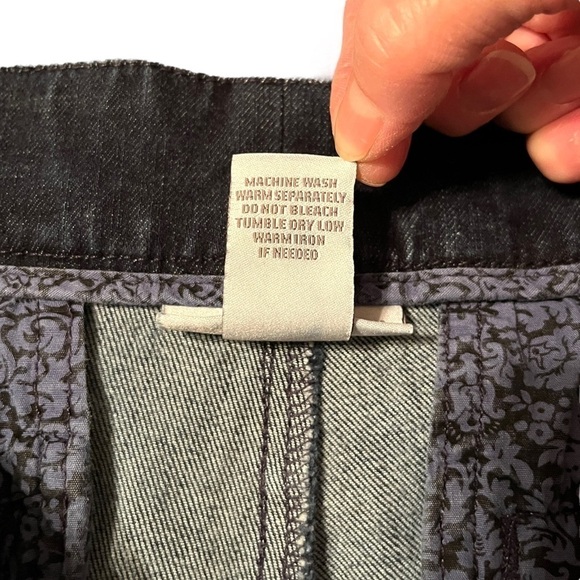 MACHINE WASH
WARM SEPARATELY
DO NOT BLEACH
TUMBLE DRY LOW
WARM IRON
IF NEEDED